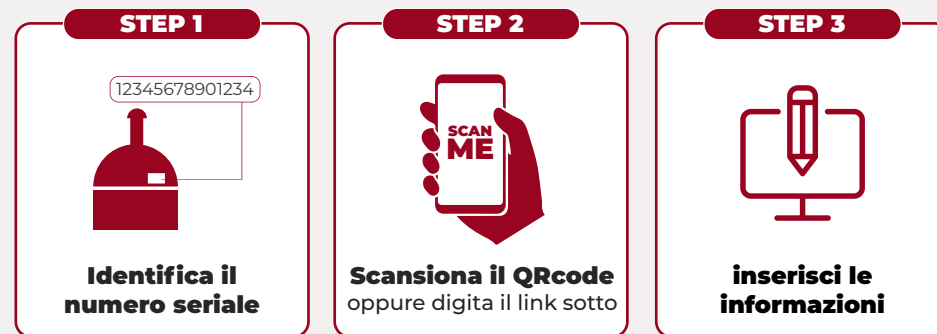 STEP 1
12345678901234
Identifica il
numero seriale
STEP 2
SCAN
ME
Scansiona il QRcode
oppure digita il link sotto
STEP 3
inserisci le
informazioni